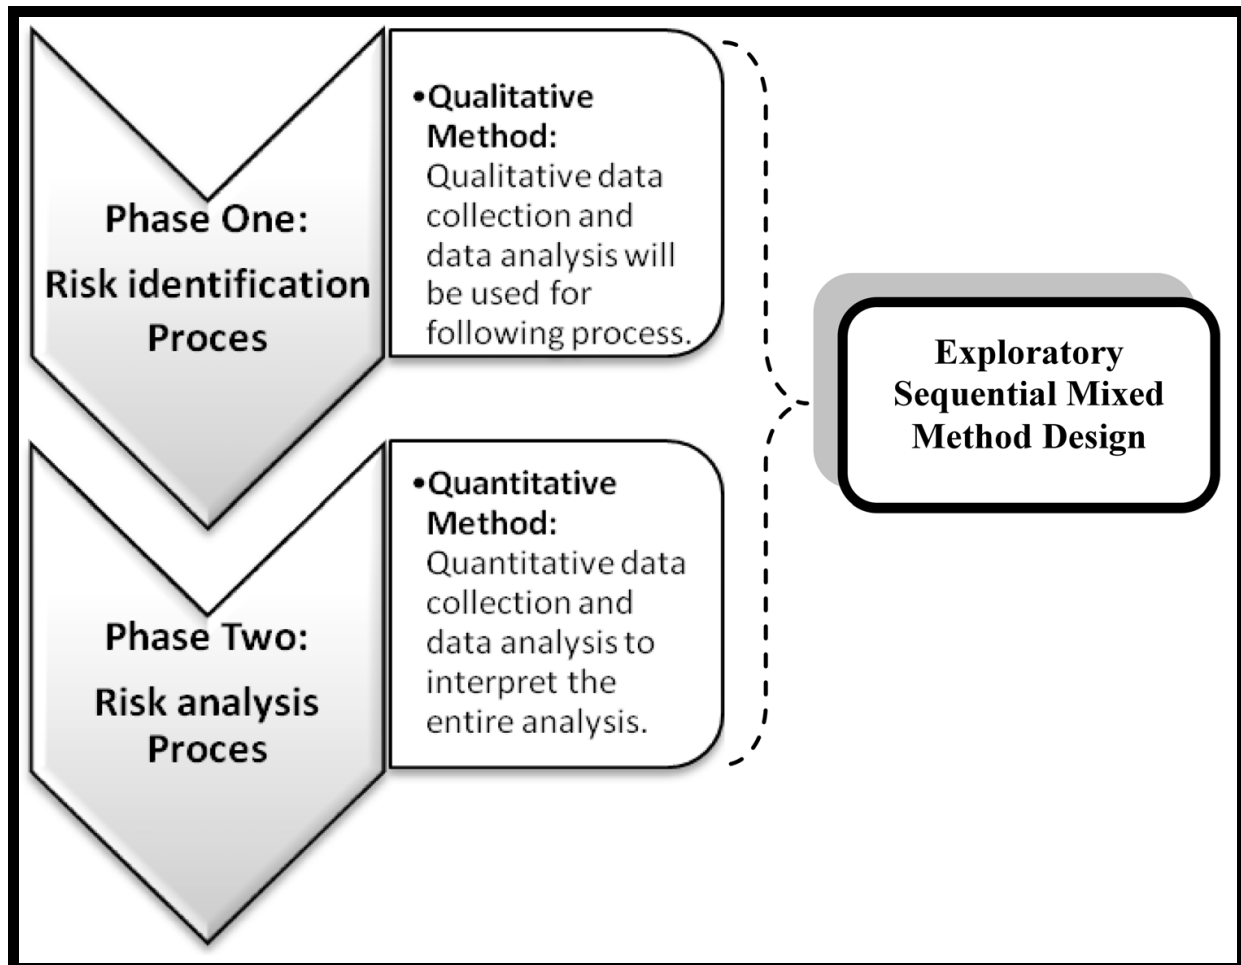 Phase One:
Risk identification
Proces
•Qualitative
Method:
Qualitative data
collection and
data analysis will
be used for
following process.
Phase Two:
Risk analysis
Proces
•Quantitative
Method:
Quantitative data
collection and
data analysis to
interpret the
entire analysis.
Exploratory
Sequential Mixed
Method Design